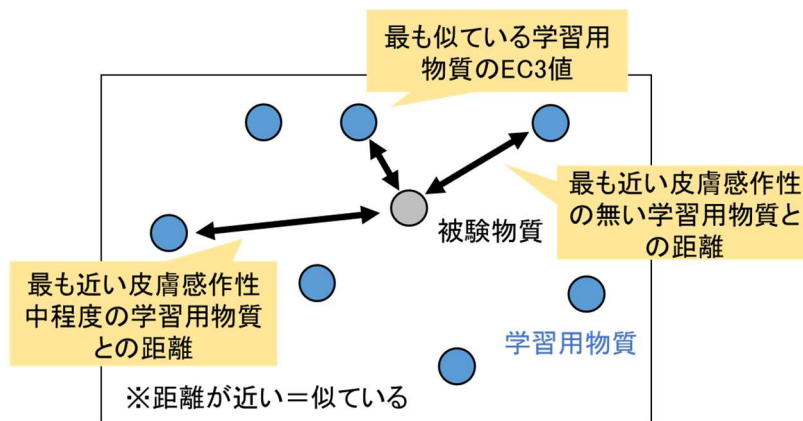 最も似ている学習用
物質のEC3値
最も近い皮膚感作性
の無い学習用物質と
の距離
被験物質
最も近い皮膚感作性
中程度の学習用物質
との距離
学習用物質
※距離が近い＝似ている